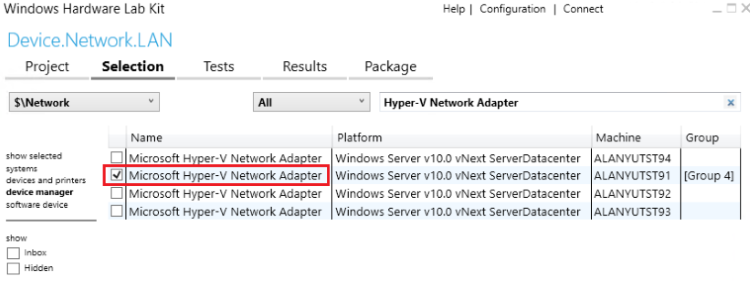 Windows Hardware Lab Kit
Help | Configuration | Connect
Device.Network.LAN
Project Selection Tests Results Package
$\Network All Hyper-V Network Adapter
Name Platform Machine Group
show selected
systems
devices and printers
device manager
software device
Microsoft Hyper-V Network Adapter Windows Server v10.0 vNext ServerDatacenter ALANYUTST94
Microsoft Hyper-V Network Adapter Windows Server v10.0 vNext ServerDatacenter ALANYUTST91 [Group 4]
Microsoft Hyper-V Network Adapter Windows Server v10.0 vNext ServerDatacenter ALANYUTST92
Microsoft Hyper-V Network Adapter Windows Server v10.0 vNext ServerDatacenter ALANYUTST93
show
Inbox
Hidden